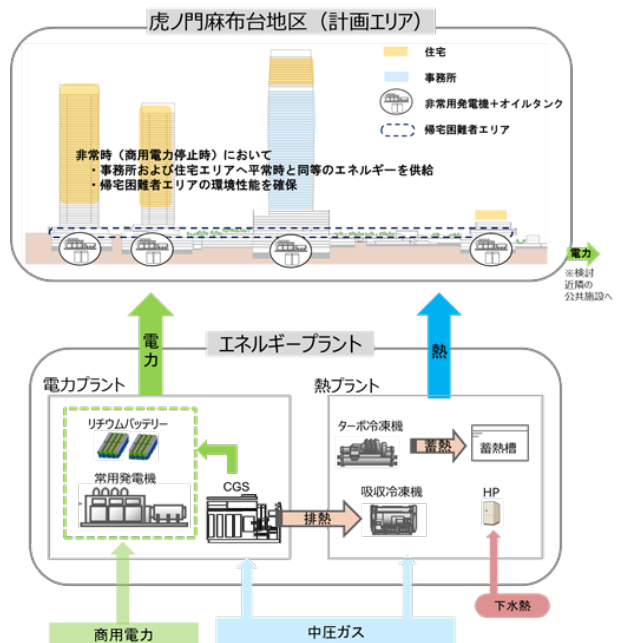 虎ノ門麻布台地区（計画エリア）
住宅
事務所
非常用発電機＋オイルタンク
帰宅困難者エリア
非常時（商用電力停止時）において
・事務所および住宅エリアへ平常時と同等のエネルギーを供給
・帰宅困難者エリアの環境性能を確保
電力
※検討
近隣の
公共施設へ
電力
熱
エネルギープラント
電力プラント
熱プラント
リチウムバッテリー
常用発電機
CGS
排熱
ターボ冷凍機
蓄熱
蓄熱槽
吸収冷凍機
HP
下水熱
商用電力
中圧ガス